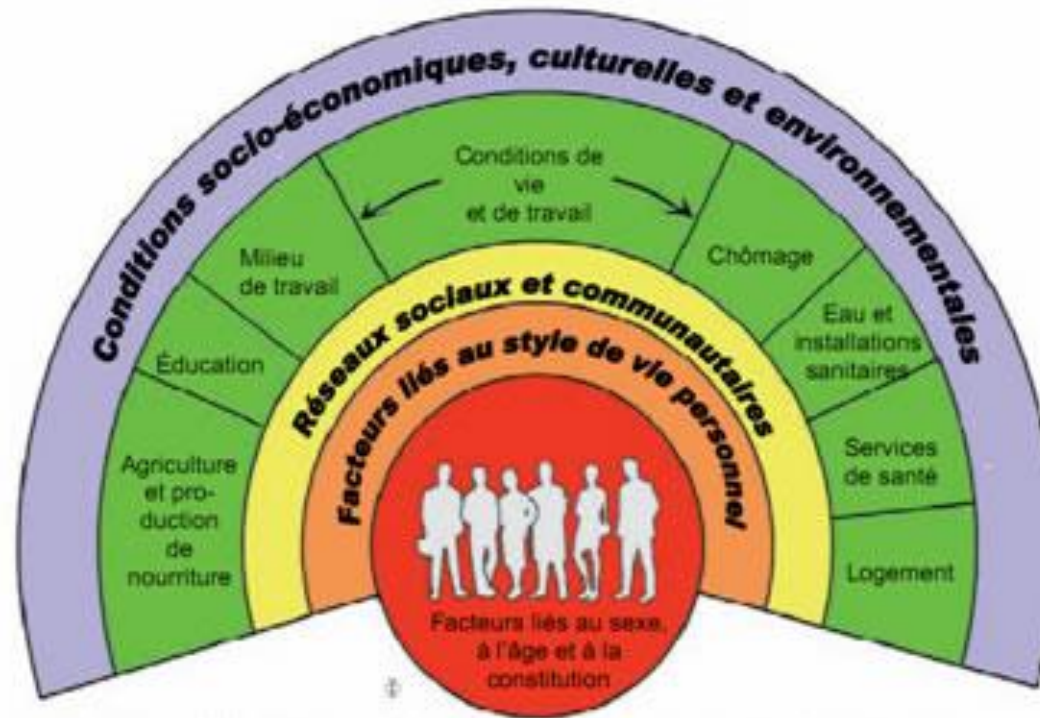 Conditions socio-économiques, culturelles et environnementales
Conditions de
vie
et de travail
Milieu
de travail
Éducation
Agriculture
et pro-
duction
de
nourriture
Chômage
Eau et
installations
sanitaires
Services
de santé
Logement
Réseaux sociaux et communautaires
Facteurs liés au style de vie personnel
Facteurs liés au sexe,
à l'âge et à la
constitution